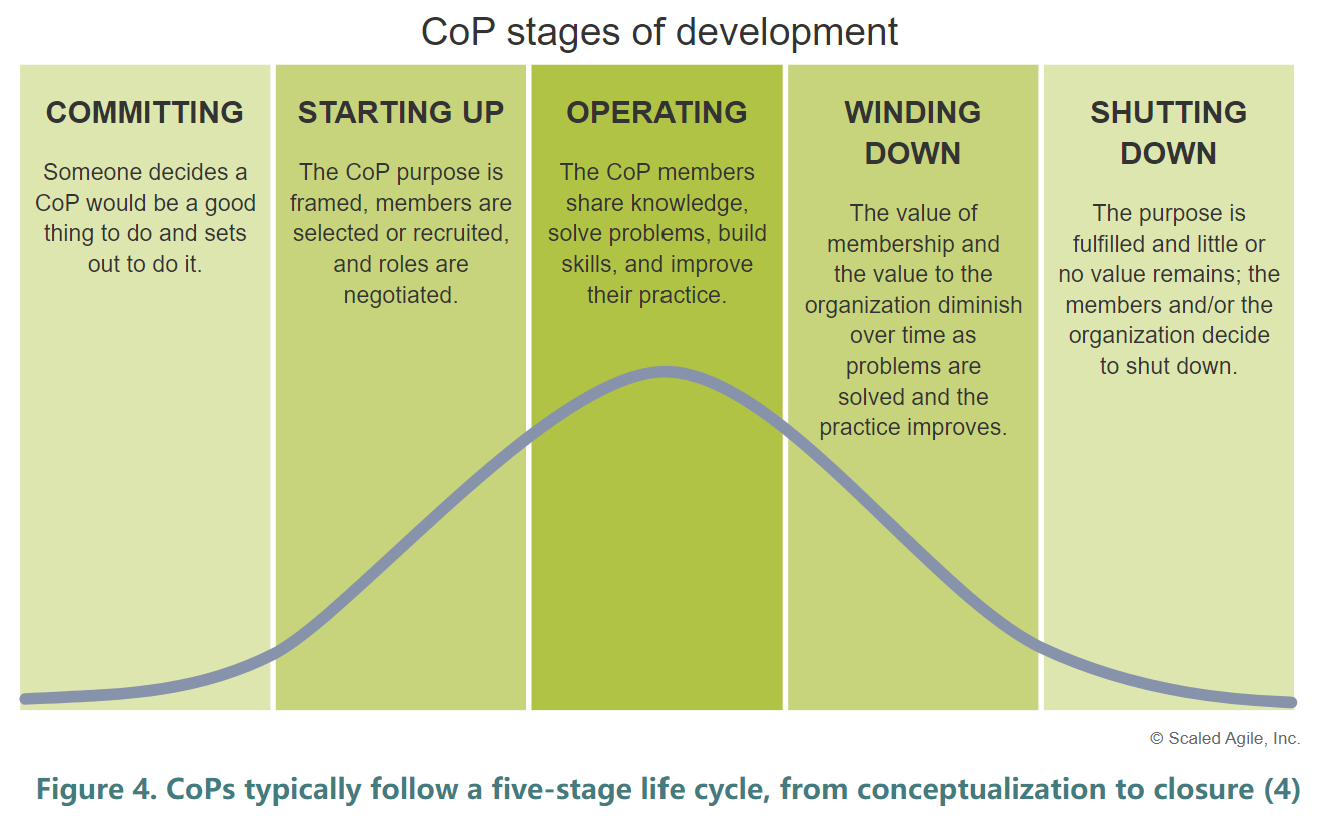 CoP stages of development
COMMITTING
Someone decides a
CoP would be a good
thing to do and sets
out to do it.
STARTING UP
The CoP purpose is
framed, members are
selected or recruited,
and roles are
negotiated.
OPERATING
The CoP members
share knowledge,
solve problems, build
skills, and improve
their practice.
WINDING
DOWN
The value of
membership and
the value to the
organization diminish
over time as
problems are
solved and the
practice improves.
SHUTTING
DOWN
The purpose is
fulfilled and little or
no value remains; the
members and/or the
organization decide
to shut down.
© Scaled Agile, Inc.
Figure 4. CoPs typically follow a five-stage life cycle, from conceptualization to closure (4)